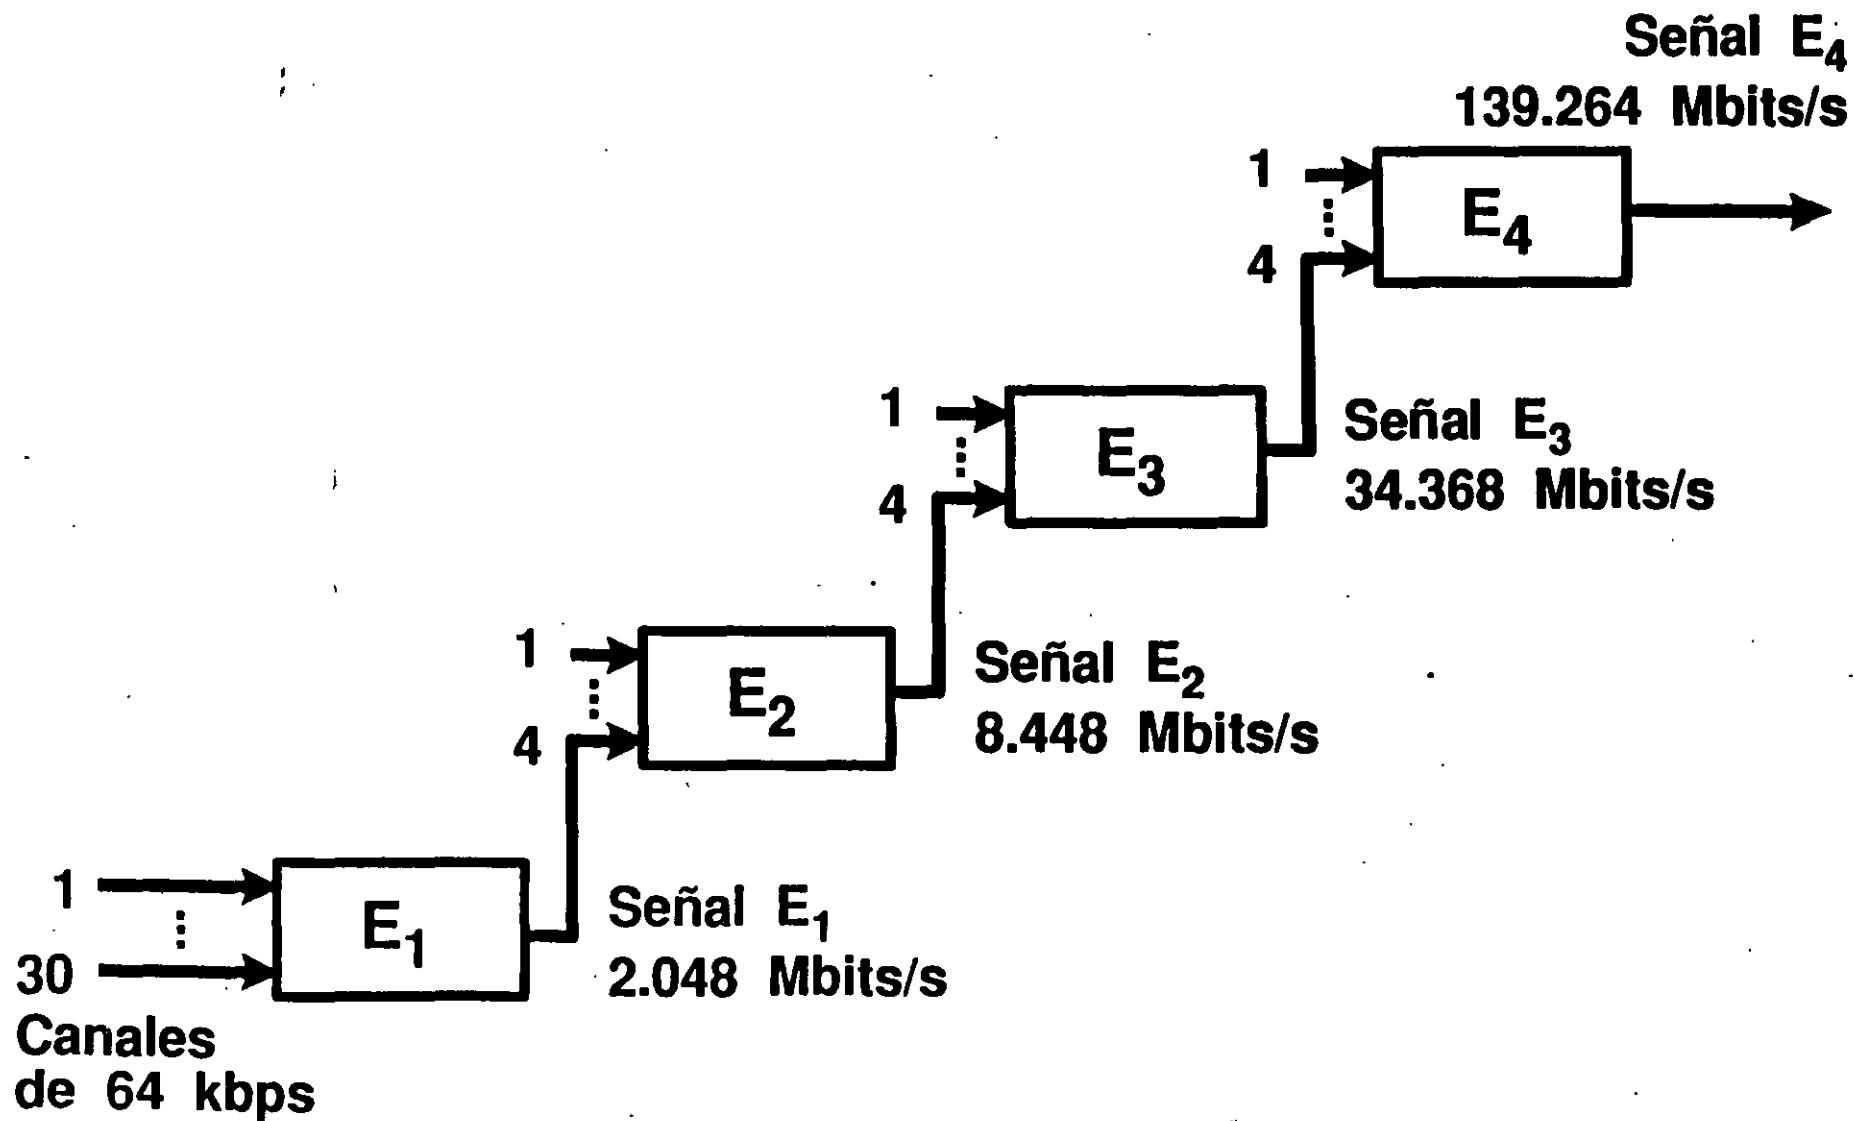 Señal E4
139.264 Mbits/s
1
4
E4
1
4
E3
Señal E3
34.368 Mbits/s
1
4
E2
Señal E2
8.448 Mbits/s
1
30
E1
Señal E1
2.048 Mbits/s
Canales
de 64 kbps